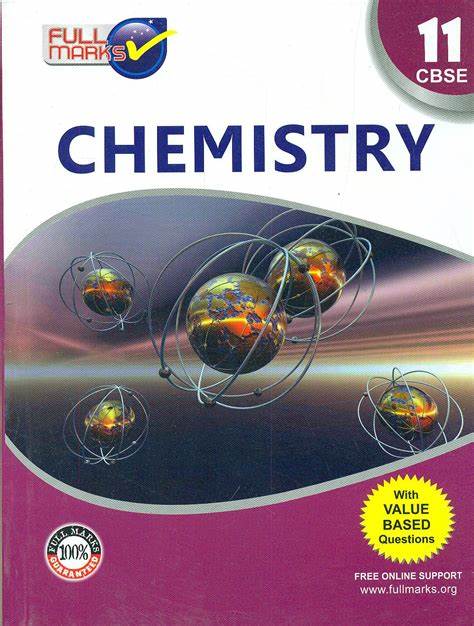 FULL
MARKS
11
CBSE
CHEMISTRY
With
VALUE
BASED
Questions
FULL MARKS
100%
GUARANTEED
FREE ONLINE SUPPORT
www.fullmarks.org